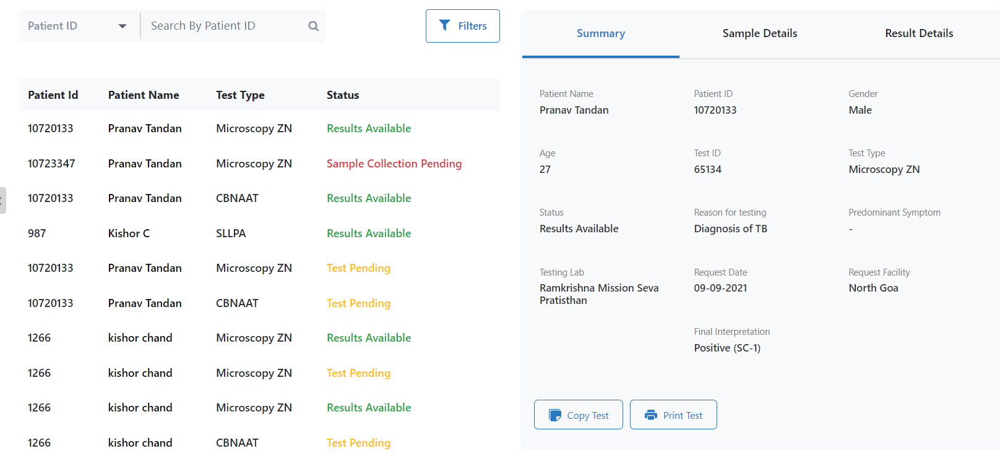 Patient ID
Search By Patient ID
Filters
Patient Id Patient Name Test Type Status
10720133 Pranav Tandan Microscopy ZN Results Available
10723347 Pranav Tandan Microscopy ZN Sample Collection Pending
10720133 Pranav Tandan CBNAAT Results Available
987 Kishor C SLLPA Results Available
10720133 Pranav Tandan Microscopy ZN Test Pending
10720133 Pranav Tandan CBNAAT Test Pending
1266 kishor chand Microscopy ZN Results Available
1266 kishor chand Microscopy ZN Test Pending
1266 kishor chand Microscopy ZN Results Available
1266 kishor chand CBNAAT Test Pending
Summary Sample Details Result Details
Patient Name Patient ID Gender
Pranav Tandan 10720133 Male
Age Test ID Test Type
27 65134 Microscopy ZN
Status Reason for testing Predominant Symptom
Results Available Diagnosis of TB -
Testing Lab Request Date Request Facility
Ramkrishna Mission Seva 09-09-2021 North Goa
Pratisthan
Final Interpretation
Positive (SC-1)
Copy Test Print Test